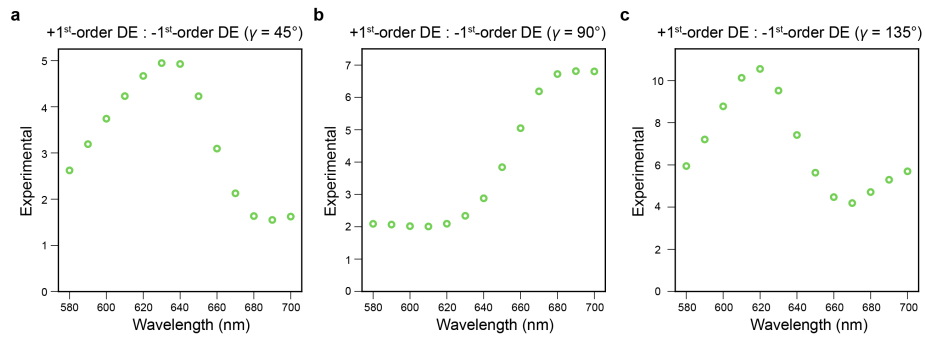 a
+1st-order DE : -1st-order DE (γ = 45°)
5
4
3
2
1
0
Experimental
580 600 620 640 660 680 700
Wavelength (nm)
b
+1st-order DE : -1st-order DE (γ = 90°)
7
6
5
4
3
2
1
0
Experimental
580 600 620 640 660 680 700
Wavelength (nm)
c
+1st-order DE : -1st-order DE (γ = 135°)
10
8
6
4
2
0
Experimental
580 600 620 640 660 680 700
Wavelength (nm)